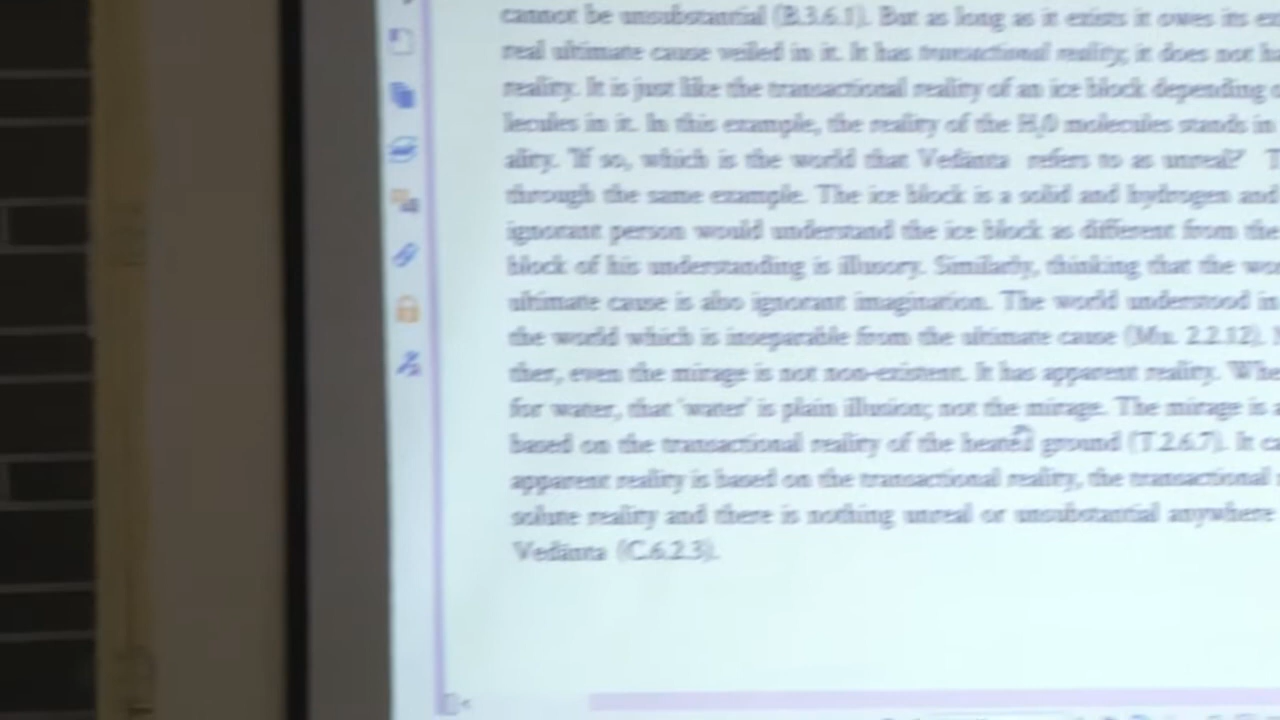 cannot be unsubstantial (B.3.6.1). But as long as it exists it owes its
real ultimate cause veiled in it. It has transactional reality; it does not
reality. It is just like the transactional reality of an ice block depending
lecules in it. In this example, the reality of the H₂0 molecules stands in
ality. 'If so, which is the world that Vedānta refers to as unreal?'
through the same example. The ice block is a solid and hydrogen and
ignorant person would understand the ice block as different from the
block of his understanding is illusory. Similarly, thinking that the
ultimate cause is also ignorant imagination. The world understood in
the world which is inseparable from the ultimate cause (Mu. 2.2.12).
ther, even the mirage is not non-existent. It has apparent reality.
for water, that 'water' is plain illusion; not the mirage. The mirage is
based on the transactional reality of the heated ground (T.2.6.7). It
apparent reality is based on the transactional reality, the transactional
solute reality and there is nothing unreal or unsubstantial anywhere
Vedānta (C.6.2.3).